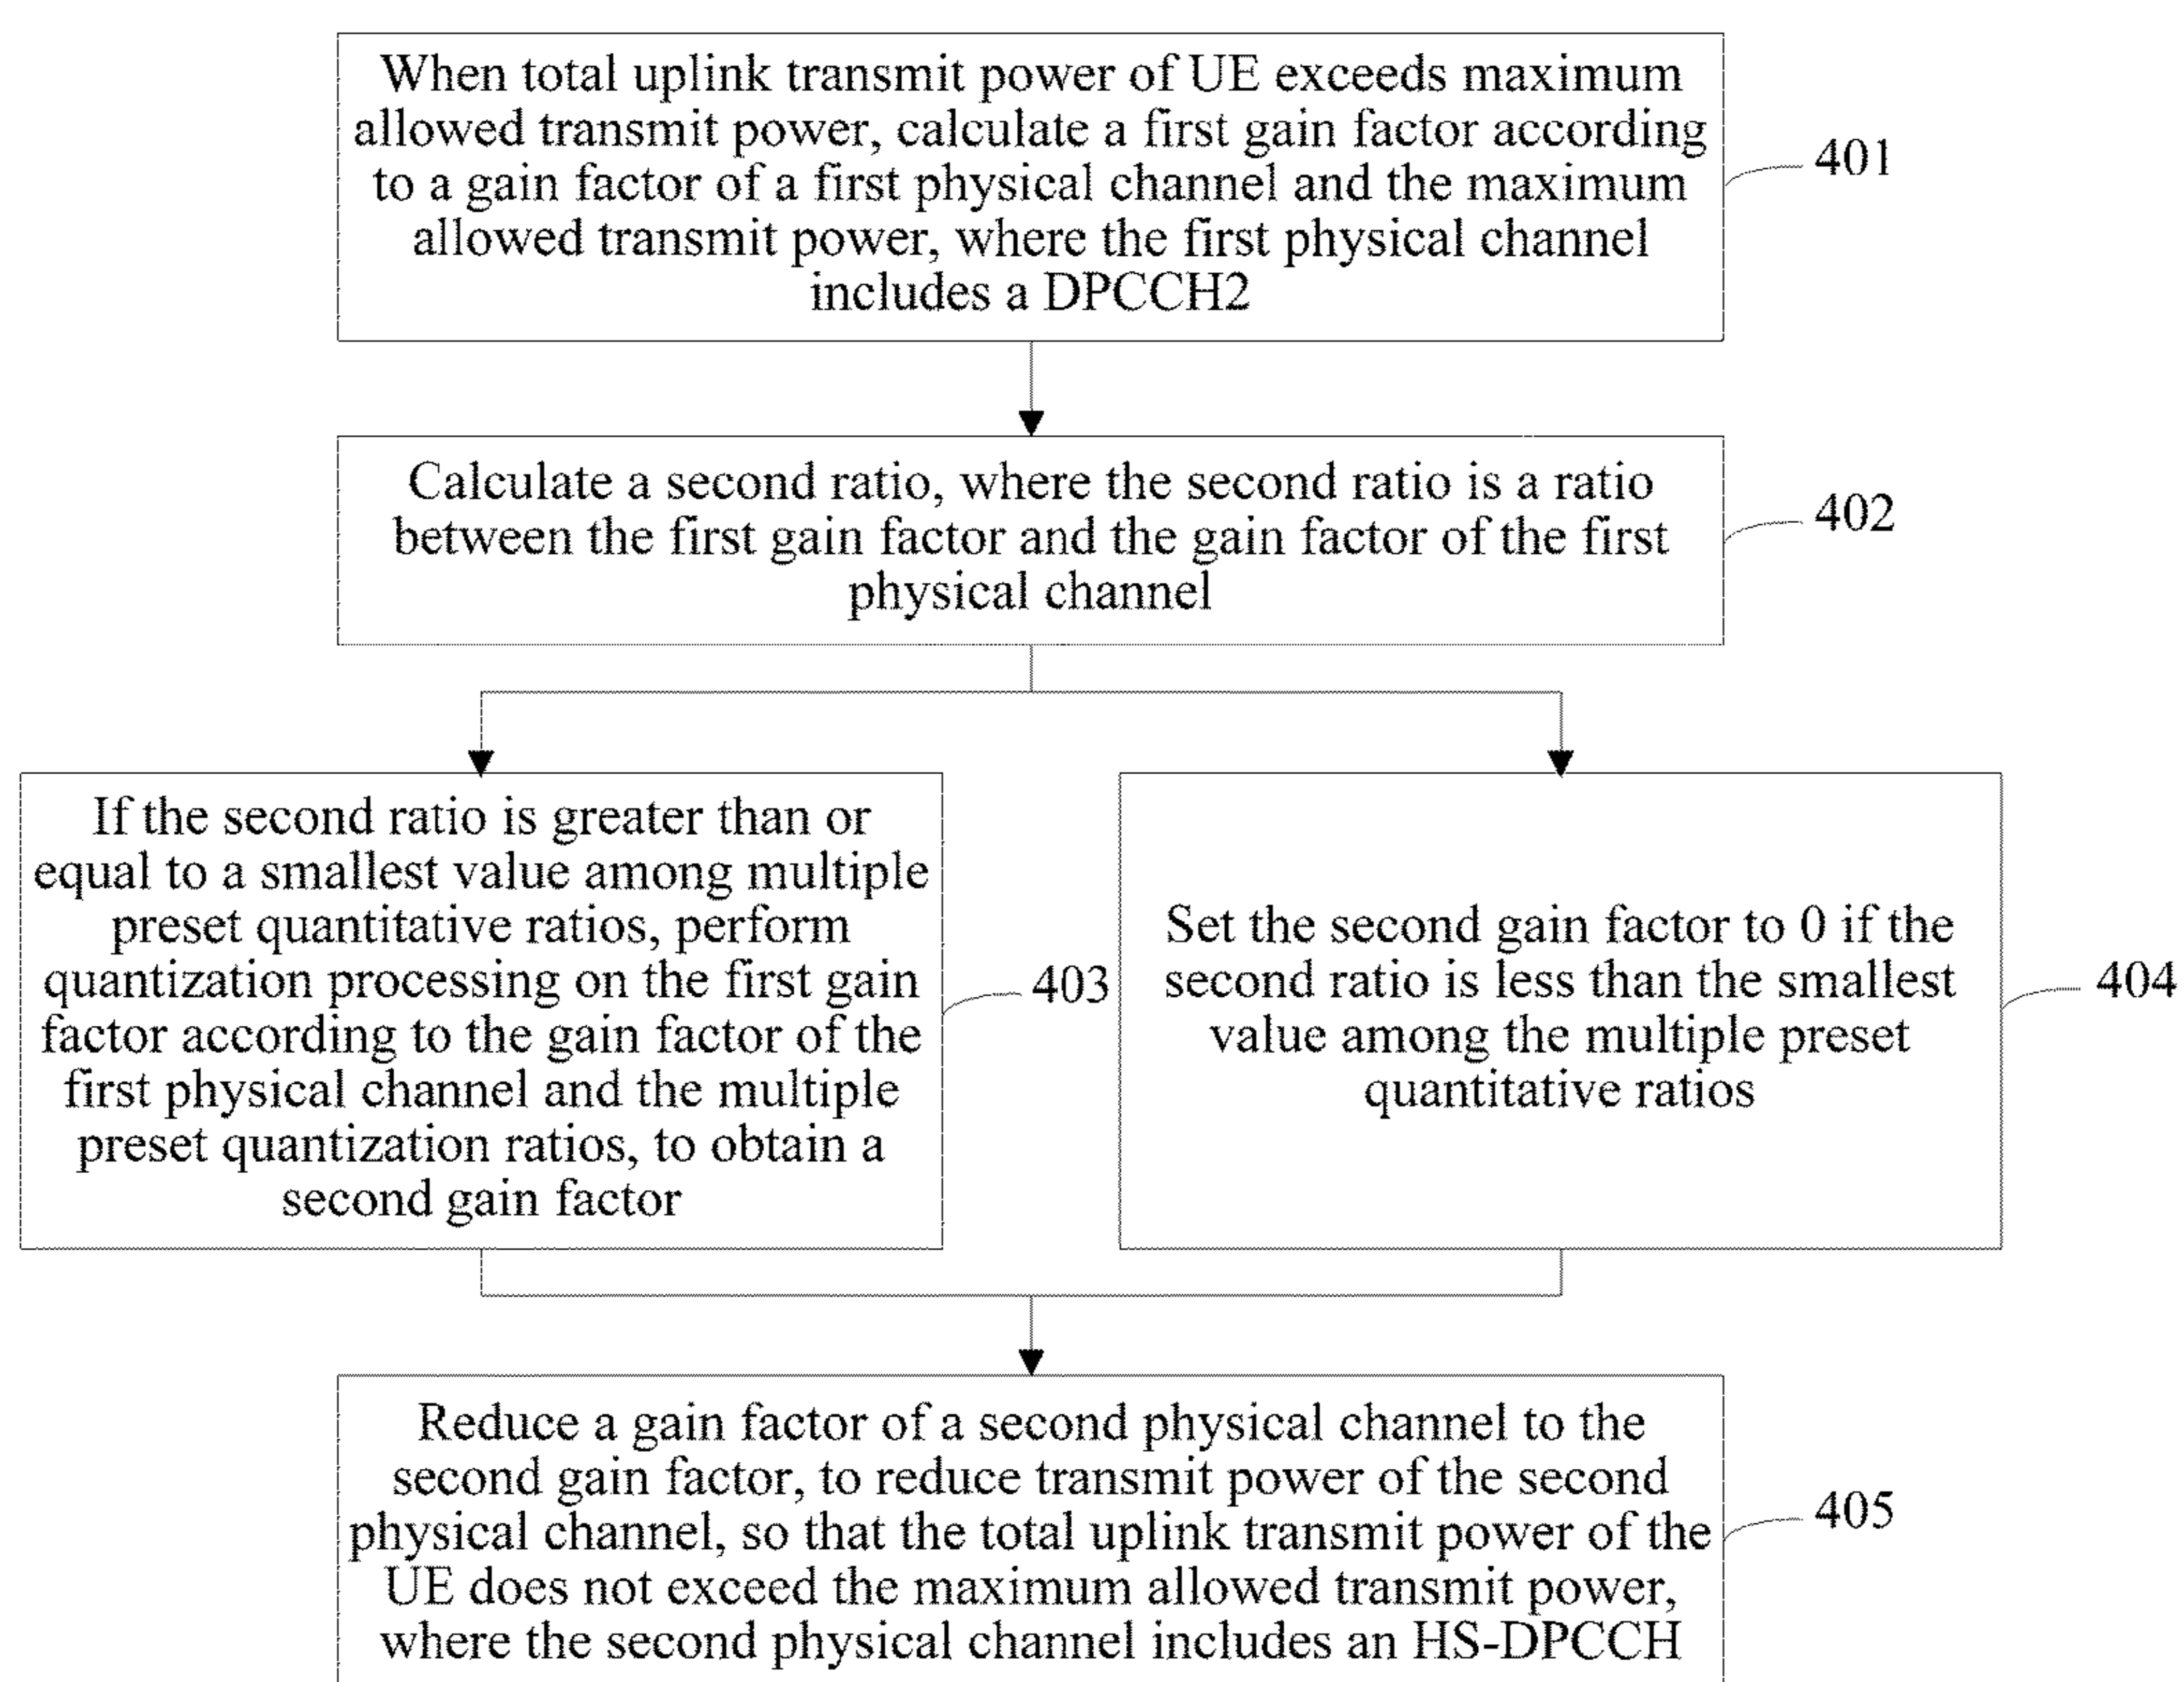 When total uplink transmit power of UE exceeds maximum
allowed transmit power, calculate a first gain factor according
to a gain factor of a first physical channel and the maximum
allowed transmit power, where the first physical channel
includes a DPCCH2
401
Calculate a second ratio, where the second ratio is a ratio
between the first gain factor and the gain factor of the first
physical channel
402
If the second ratio is greater than or
equal to a smallest value among multiple
preset quantitative ratios, perform
quantization processing on the first gain
factor according to the gain factor of the
first physical channel and the multiple
preset quantization ratios, to obtain a
second gain factor
403
Set the second gain factor to 0 if the
second ratio is less than the smallest
value among the multiple preset
quantitative ratios
404
Reduce a gain factor of a second physical channel to the
second gain factor, to reduce transmit power of the second
physical channel, so that the total uplink transmit power of the
UE does not exceed the maximum allowed transmit power,
where the second physical channel includes an HS-DPCCH
405